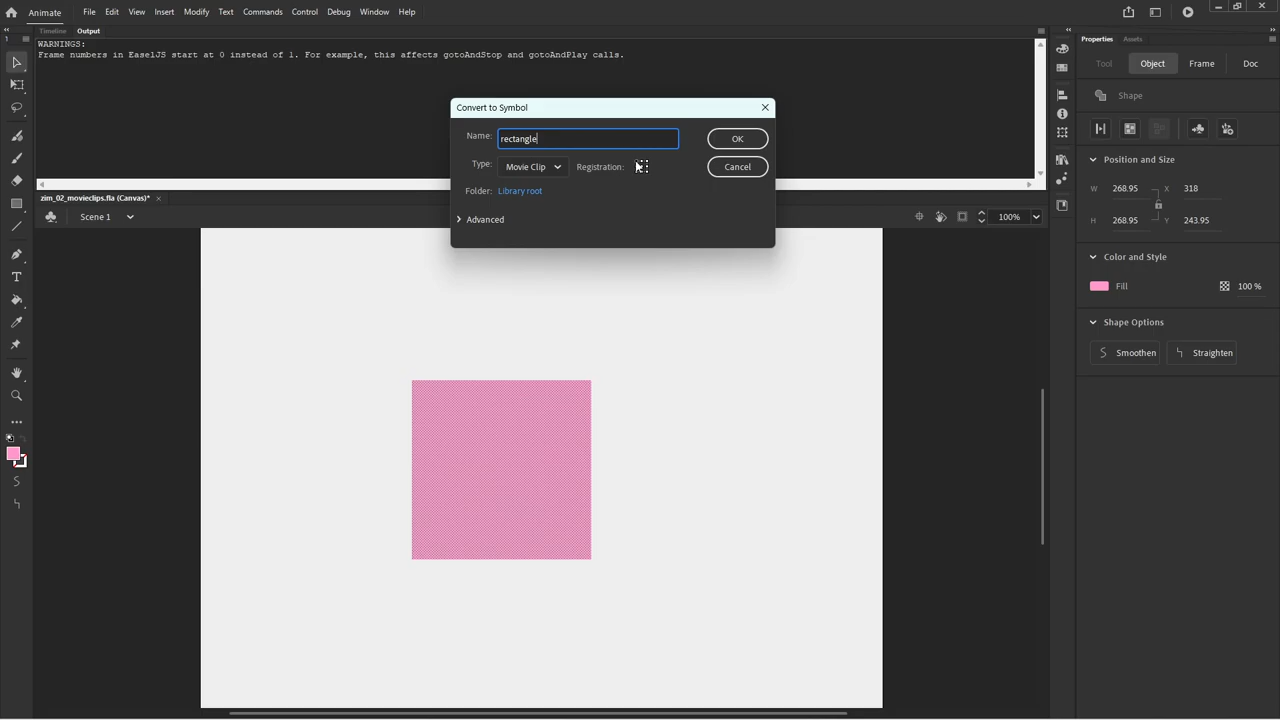 Animate File Edit View Insert Modify Text Commands Control Debug Window Help
Timeline Output
WARNINGS:
Frame numbers in EaselJS start at 0 instead of 1. For example, this affects gotoAndStop and gotoAndPlay calls.
Convert to Symbol
Name: rectangle OK
Type: Movie Clip Registration: Cancel
Folder: Library root
Advanced
zim_02_movieclips.fla (Canvas)*
Scene 1 100%
Properties Assets
Tool Object Frame Doc
Shape
Position and Size
W 268.95 X 318
H 268.95 Y 243.95
Color and Style
Fill 100 %
Shape Options
Smoothen Straighten